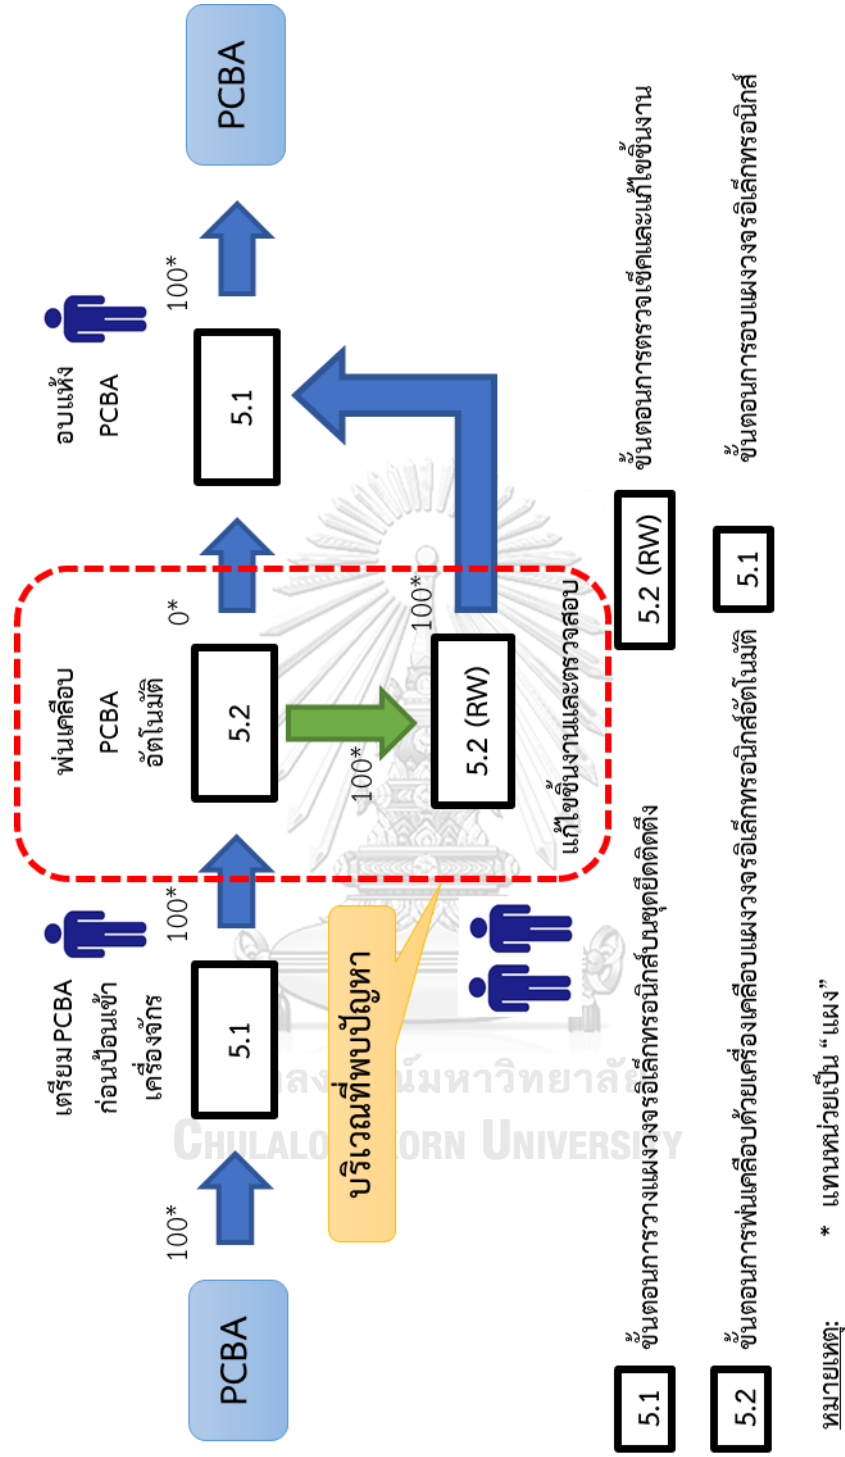 PCBA
100*
เตรียม PCBA
ก่อนป้อนเข้า
เครื่องจักร
5.1
100*
พ่นเคลือบ
PCBA
อัตโนมัติ
5.2
0*
อบแห้ง
PCBA
5.1
100*
PCBA
100*
5.2 (RW)
100*
แก้ไขชิ้นงานและตรวจสอบ
บริเวณที่พบปัญหา
CHULALO ORN UNIVERSITY
5.1 ขั้นตอนการวางแผงวงจรอิเล็กทรอนิกส์บนชุดยึดติดตึง
5.2 (RW) ขั้นตอนการตรวจเช็คและแก้ไขชิ้นงาน
5.2 ขั้นตอนการพ่นเคลือบด้วยเครื่องเคลือบแผงวงจรอิเล็กทรอนิกส์อัตโนมัติ
5.1 ขั้นตอนการอบแผงวงจรอิเล็กทรอนิกส์
หมายเหตุ: * แทนหน่วยเป็น “แผง”